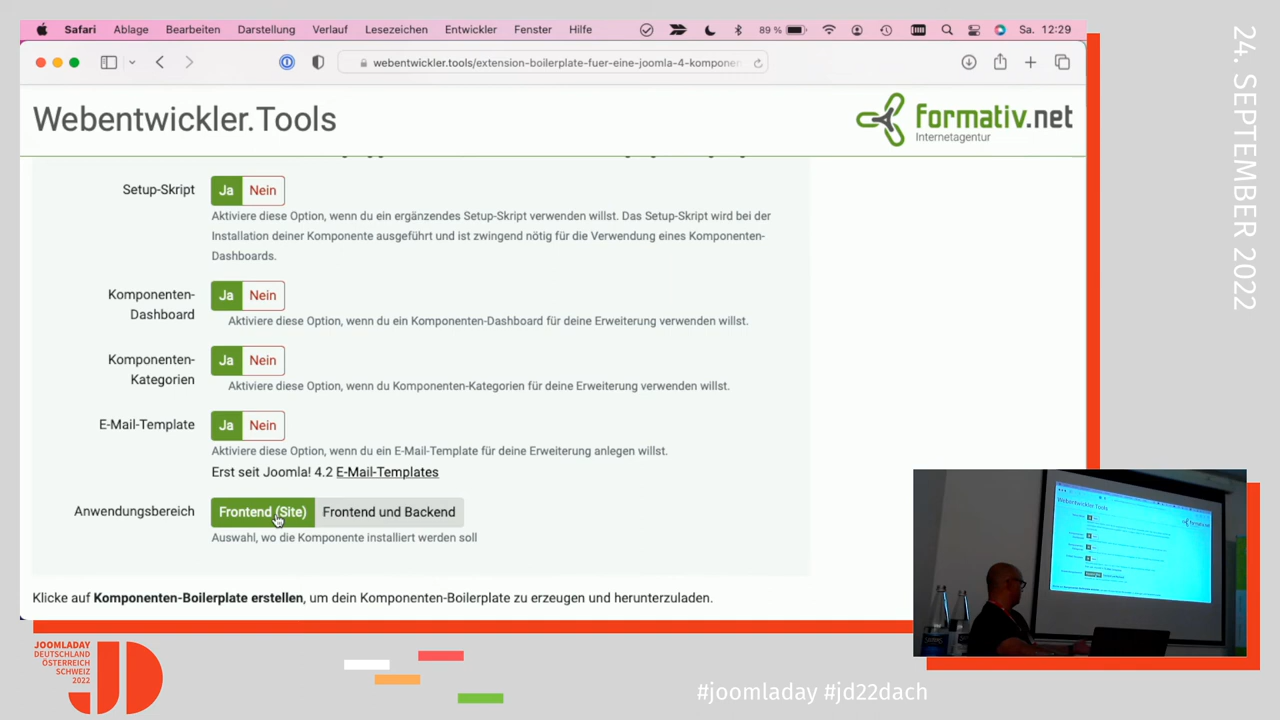 Safari Ablage Bearbeiten Darstellung Verlauf Lesezeichen Entwickler Fenster Hilfe 89 % Sa. 12:29
webentwickler.tools/extension-boilerplate-fuer-eine-joomla-4-kompone
Webentwickler.Tools
formativ.net
Internetagentur
Setup-Skript Ja Nein
Aktiviere diese Option, wenn du ein ergänzendes Setup-Skript verwenden willst. Das Setup-Skript wird bei der
Installation deiner Komponente ausgeführt und ist zwingend nötig für die Verwendung eines Komponenten-
Dashboards.
Komponenten-
Dashboard
Ja Nein
Aktiviere diese Option, wenn du ein Komponenten-Dashboard für deine Erweiterung verwenden willst.
Komponenten-
Kategorien
Ja Nein
Aktiviere diese Option, wenn du Komponenten-Kategorien für deine Erweiterung verwenden willst.
E-Mail-Template Ja Nein
Aktiviere diese Option, wenn du ein E-Mail-Template für deine Erweiterung anlegen willst.
Erst seit Joomla! 4.2 E-Mail-Templates
Anwendungsbereich Frontend (Site) Frontend und Backend
Auswahl, wo die Komponente installiert werden soll
Klicke auf Komponenten-Boilerplate erstellen, um dein Komponenten-Boilerplate zu erzeugen und herunterzuladen.
24. SEPTEMBER 2022
Webentwickler.Tools
JOOMLADAY
DEUTSCHLAND
ÖSTERREICH
SCHWEIZ
2022
JD
#joomladay #jd22dach